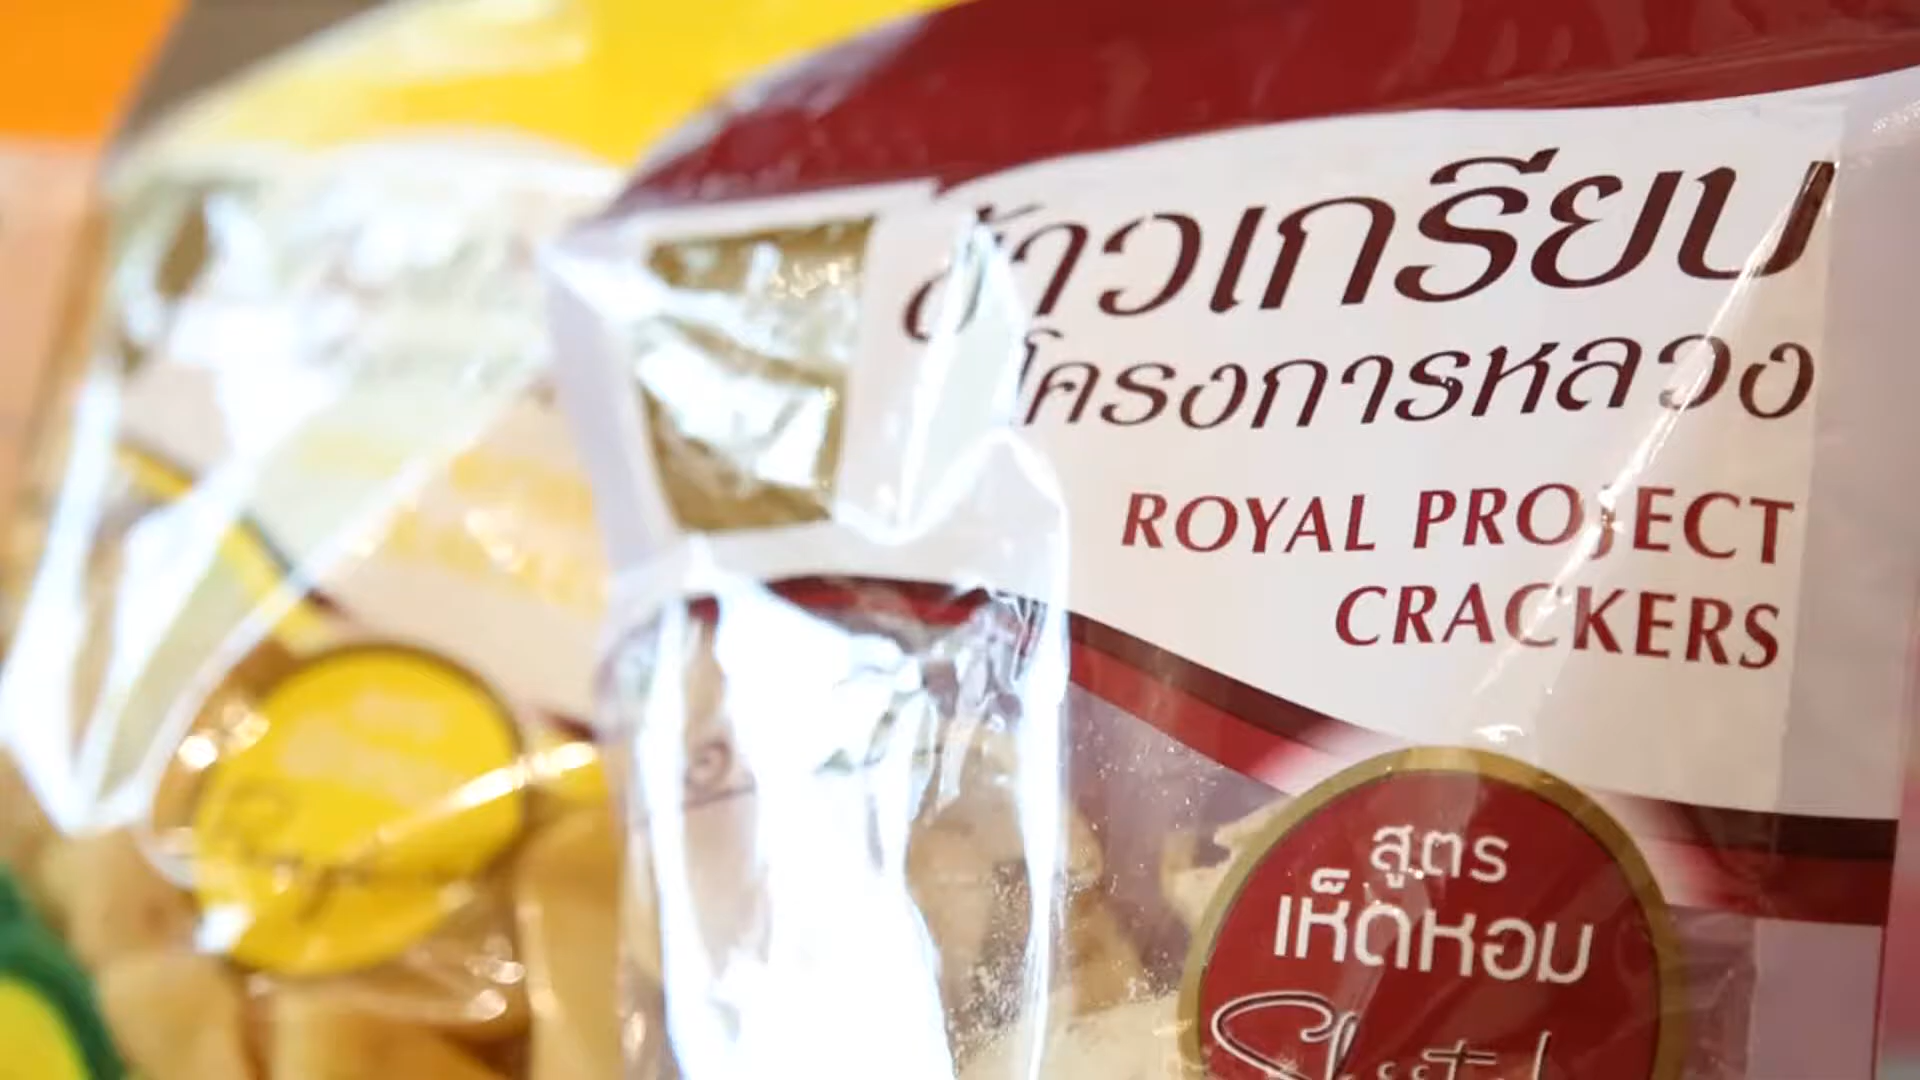 ข้าวเกรียบ
โครงการหลวง
ROYAL PROJECT
CRACKERS
สูตร
เห็ดหอม